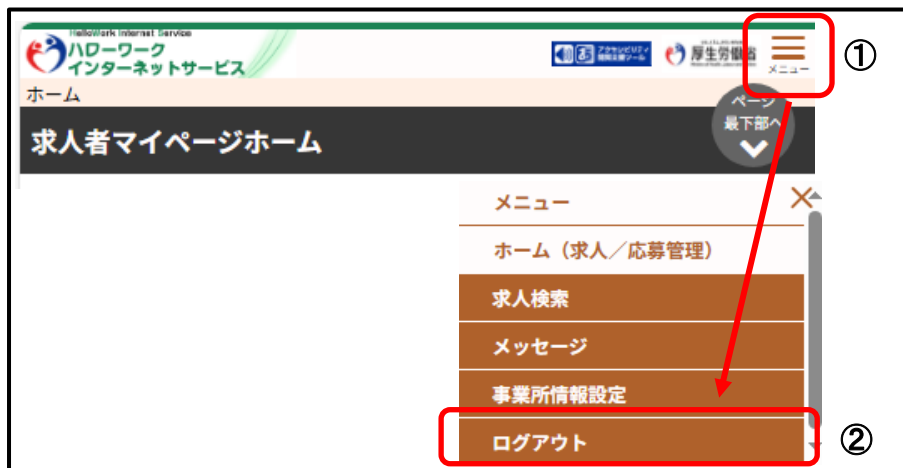 HelloWork Internet Service
ハローワーク
インターネットサービス
厚生労働省
メニュー
①
ホーム
ページ
最下部へ
求人者マイページホーム
メニュー
ホーム（求人／応募管理）
求人検索
メッセージ
事業所情報設定
ログアウト
②